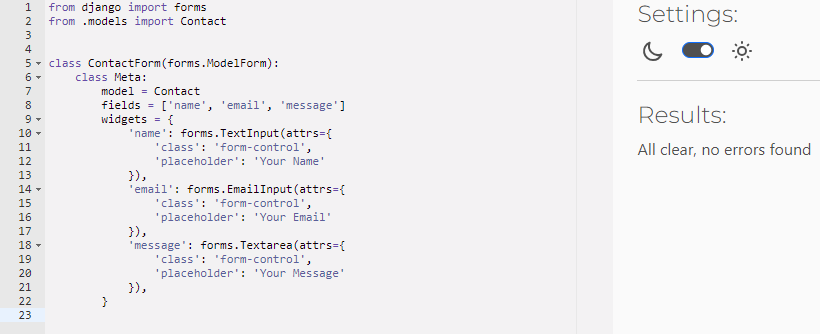 1 from django import forms
2 from .models import Contact
3
4
5 class ContactForm(forms.ModelForm):
6     class Meta:
7         model = Contact
8         fields = ['name', 'email', 'message']
9         widgets = {
10             'name': forms.TextInput(attrs={
11                 'class': 'form-control',
12                 'placeholder': 'Your Name'
13             }),
14             'email': forms.EmailInput(attrs={
15                 'class': 'form-control',
16                 'placeholder': 'Your Email'
17             }),
18             'message': forms.Textarea(attrs={
19                 'class': 'form-control',
20                 'placeholder': 'Your Message'
21             }),
22         }
23
Settings:
Results:
All clear, no errors found